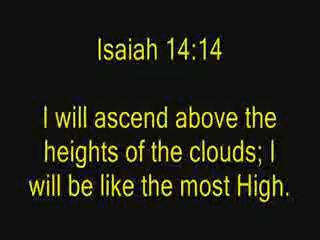 Isaiah 14:14
I will ascend above the
heights of the clouds; I
will be like the most High.